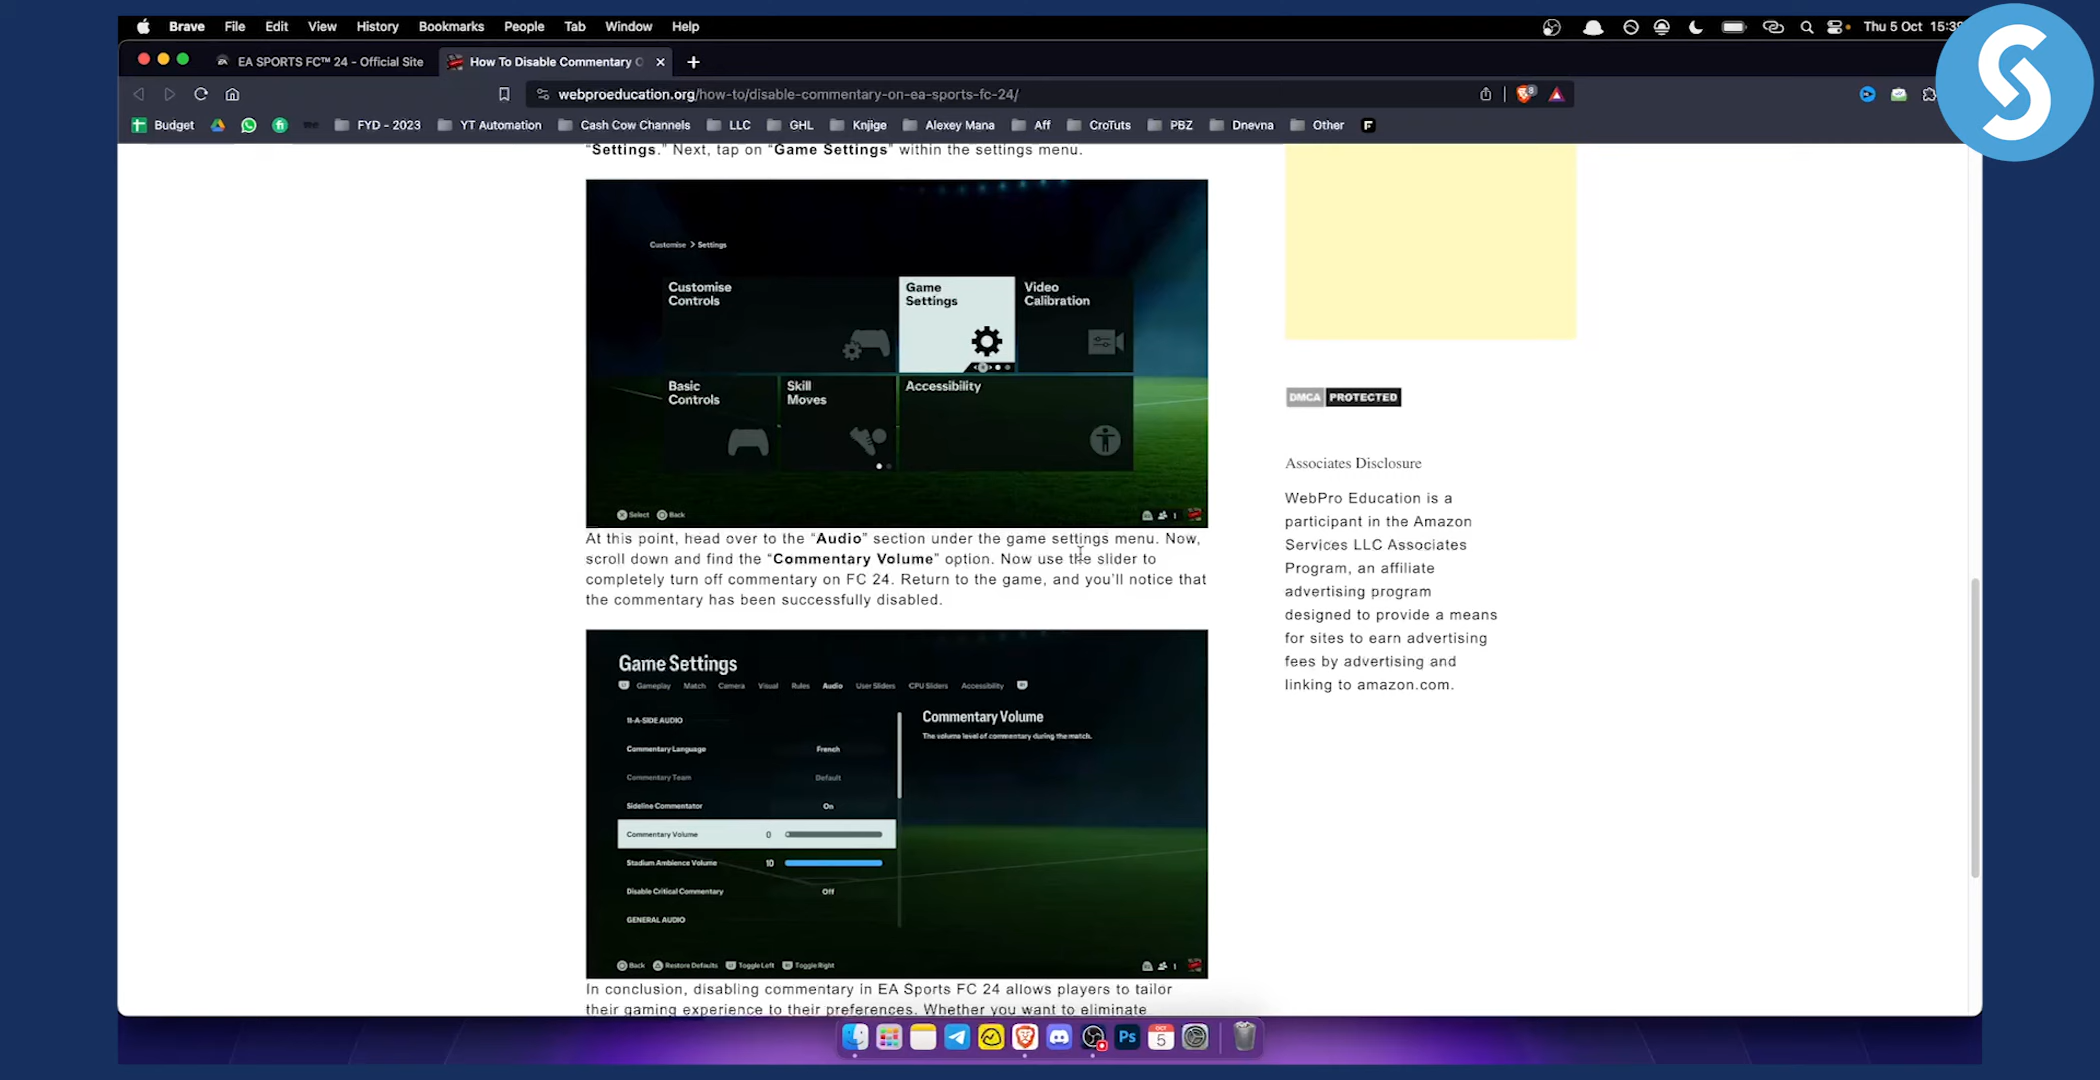 Brave File Edit View History Bookmarks People Tab Window Help
Thu 5 Oct 15:39
EA SPORTS FC™ 24 - Official Site
How To Disable Commentary O
webproeducation.org/how-to/disable-commentary-on-ea-sports-fc-24/
Budget FYD - 2023 YT Automation Cash Cow Channels LLC GHL Knjige Alexey Mana Aff CroTuts PBZ Dnevna Other
“Settings.” Next, tap on “Game Settings” within the settings menu.
Customise > Settings
Customise Controls
Game Settings
Video Calibration
Basic Controls
Skill Moves
Accessibility
Select Back
1
At this point, head over to the “Audio” section under the game settings menu. Now,
scroll down and find the “Commentary Volume” option. Now use the slider to
completely turn off commentary on FC 24. Return to the game, and you’ll notice that
the commentary has been successfully disabled.
Game Settings
Gameplay Match Camera Visual Rules Audio User Sliders CPU Sliders Accessibility
11-A-SIDE AUDIO
Commentary Language French
Commentary Team Default
Sideline Commentator On
Commentary Volume 0
Stadium Ambience Volume 10
Disable Critical Commentary Off
GENERAL AUDIO
Commentary Volume
The volume level of commentary during the match.
Back Restore Defaults Toggle Left Toggle Right
1
In conclusion, disabling commentary in EA Sports FC 24 allows players to tailor
their gaming experience to their preferences. Whether you want to eliminate
DMCA PROTECTED
Associates Disclosure
WebPro Education is a
participant in the Amazon
Services LLC Associates
Program, an affiliate
advertising program
designed to provide a means
for sites to earn advertising
fees by advertising and
linking to amazon.com.
Ps
OCT
5